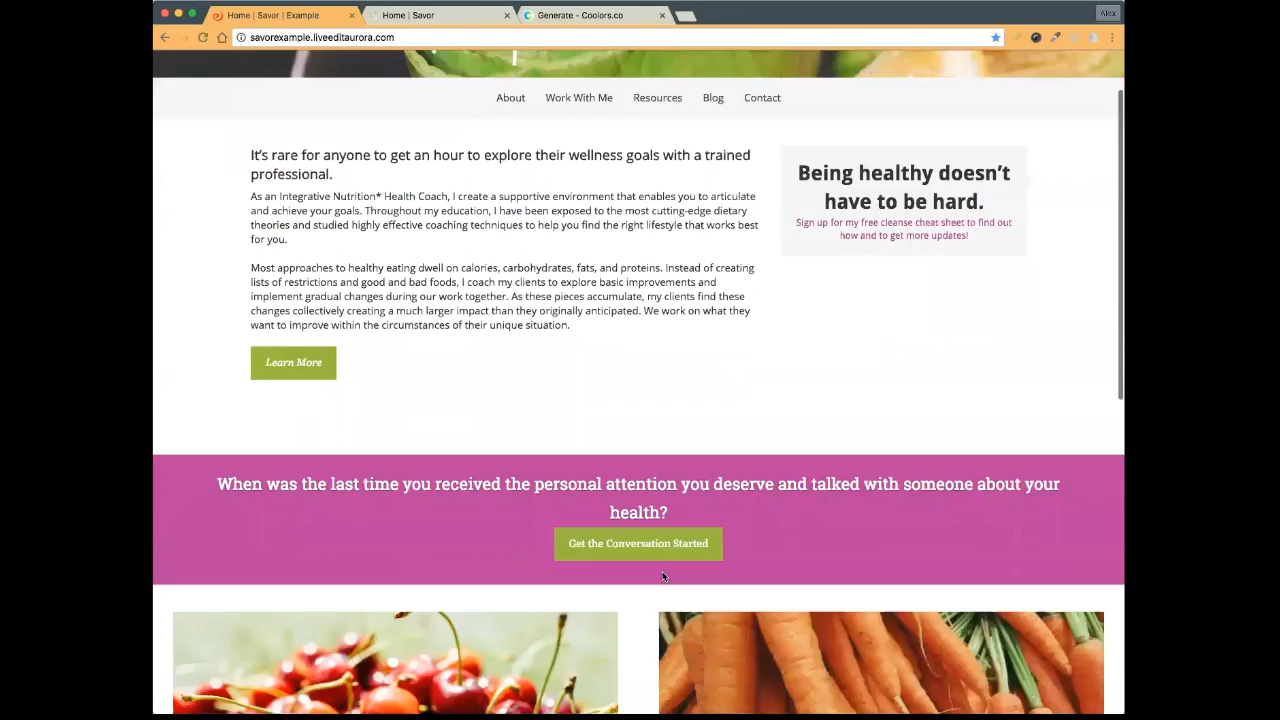 Home | Savor | Example
Home | Savor
Generate - Coolors.co
Alex
savorexample.liveeditaurora.com
About Work With Me Resources Blog Contact
It's rare for anyone to get an hour to explore their wellness goals with a trained
professional.
As an Integrative Nutrition* Health Coach, I create a supportive environment that enables you to articulate
and achieve your goals. Throughout my education, I have been exposed to the most cutting-edge dietary
theories and studied highly effective coaching techniques to help you find the right lifestyle that works best
for you.
Most approaches to healthy eating dwell on calories, carbohydrates, fats, and proteins. Instead of creating
lists of restrictions and good and bad foods, I coach my clients to explore basic improvements and
implement gradual changes during our work together. As these pieces accumulate, my clients find these
changes collectively creating a much larger impact than they originally anticipated. We work on what they
want to improve within the circumstances of their unique situation.
Learn More
Being healthy doesn't
have to be hard.
Sign up for my free cleanse cheat sheet to find out
how and to get more updates!
When was the last time you received the personal attention you deserve and talked with someone about your
health?
Get the Conversation Started